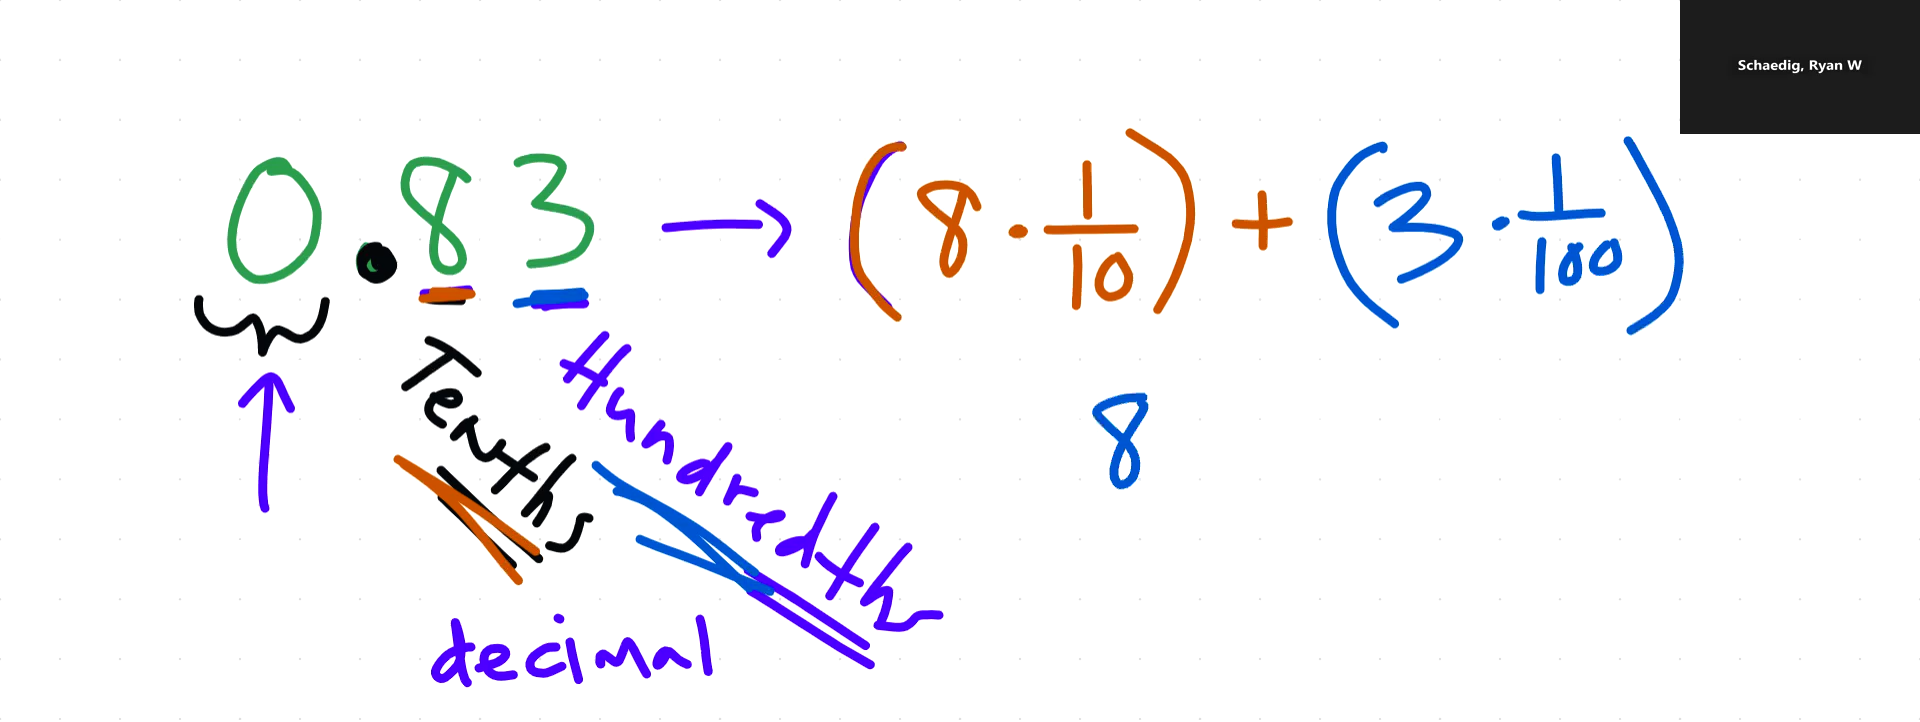 Schaedig, Ryan W
0.83 → (8 · 1/10) + (3 · 1/100)
Tenths
Hundredths
8
decimal